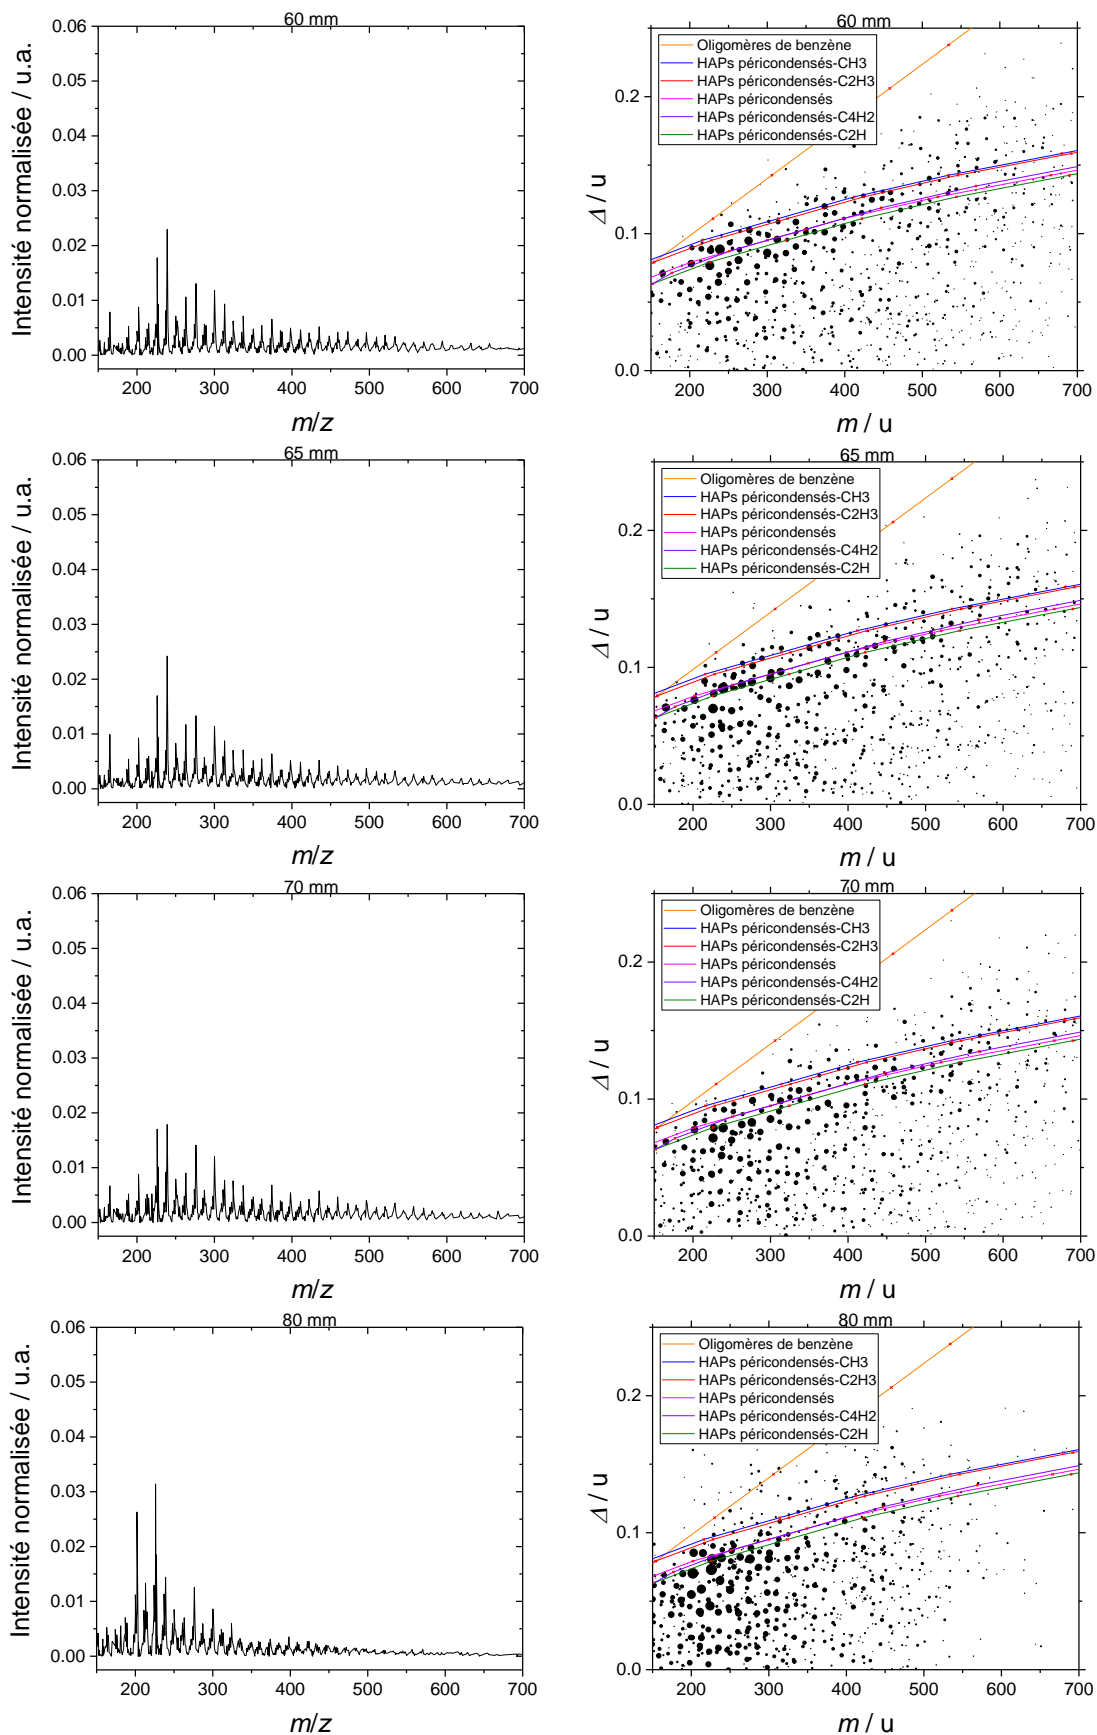 60 mm
0.06
0.05
0.04
0.03
0.02
0.01
0.00
Intensité normalisée / u.a.
200 300 400 500 600 700
m/z
60 mm
Oligomères de benzène
HAPs péricondensés-CH3
HAPs péricondensés-C2H3
HAPs péricondensés
HAPs péricondensés-C4H2
HAPs péricondensés-C2H
0.2
0.1
0.0
Δ / u
200 300 400 500 600 700
m / u
65 mm
0.06
0.05
0.04
0.03
0.02
0.01
0.00
Intensité normalisée / u.a.
200 300 400 500 600 700
m/z
65 mm
Oligomères de benzène
HAPs péricondensés-CH3
HAPs péricondensés-C2H3
HAPs péricondensés
HAPs péricondensés-C4H2
HAPs péricondensés-C2H
0.2
0.1
0.0
Δ / u
200 300 400 500 600 700
m / u
70 mm
0.06
0.05
0.04
0.03
0.02
0.01
0.00
Intensité normalisée / u.a.
200 300 400 500 600 700
m/z
70 mm
Oligomères de benzène
HAPs péricondensés-CH3
HAPs péricondensés-C2H3
HAPs péricondensés
HAPs péricondensés-C4H2
HAPs péricondensés-C2H
0.2
0.1
0.0
Δ / u
200 300 400 500 600 700
m / u
80 mm
0.06
0.05
0.04
0.03
0.02
0.01
0.00
Intensité normalisée / u.a.
200 300 400 500 600 700
m/z
80 mm
Oligomères de benzène
HAPs péricondensés-CH3
HAPs péricondensés-C2H3
HAPs péricondensés
HAPs péricondensés-C4H2
HAPs péricondensés-C2H
0.2
0.1
0.0
Δ / u
200 300 400 500 600 700
m / u